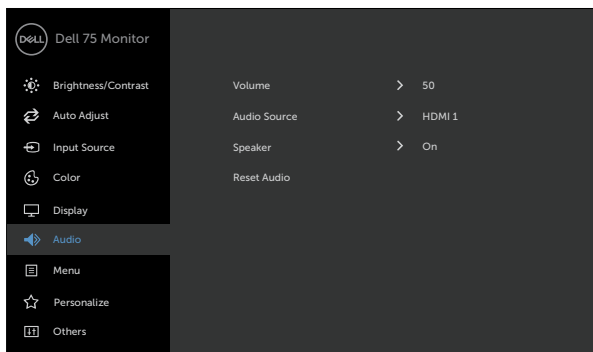 DELL Dell 75 Monitor
Brightness/Contrast
Auto Adjust
Input Source
Color
Display
Audio
Menu
Personalize
Others
Volume 50
Audio Source HDMI 1
Speaker On
Reset Audio